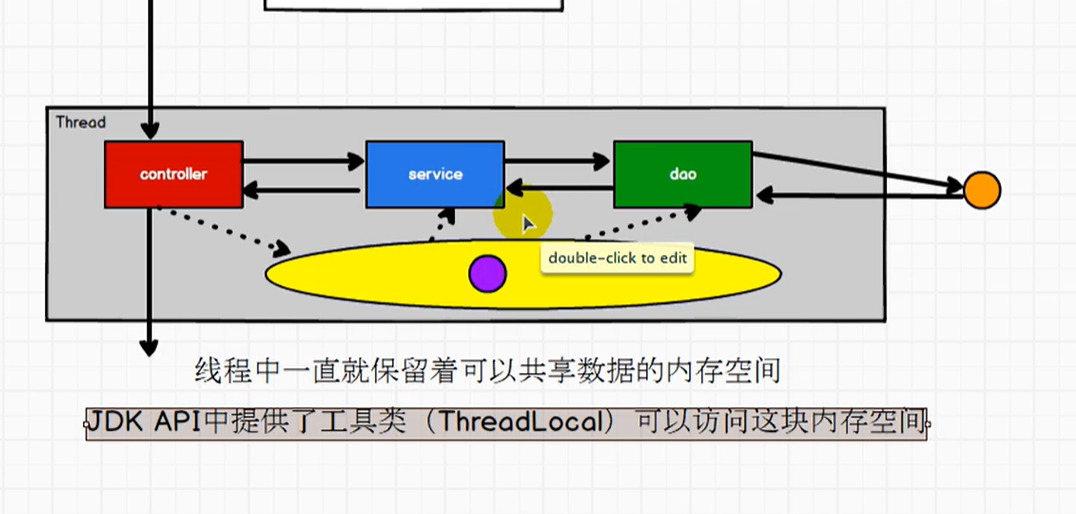 Thread
controller
service
dao
double-click to edit
线程中一直就保留着可以共享数据的内存空间
JDK API中提供了工具类（ThreadLocal）可以访问这块内存空间